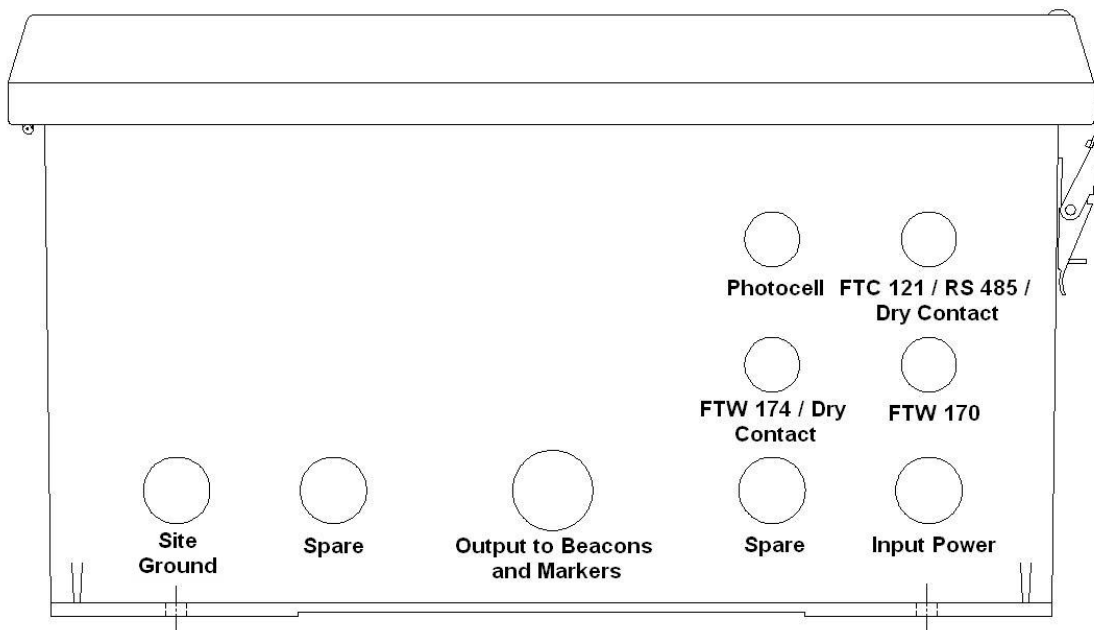 Photocell
FTC 121 / RS 485 /
Dry Contact
FTW 174 / Dry
Contact
FTW 170
Site
Ground
Spare
Output to Beacons
and Markers
Spare
Input Power